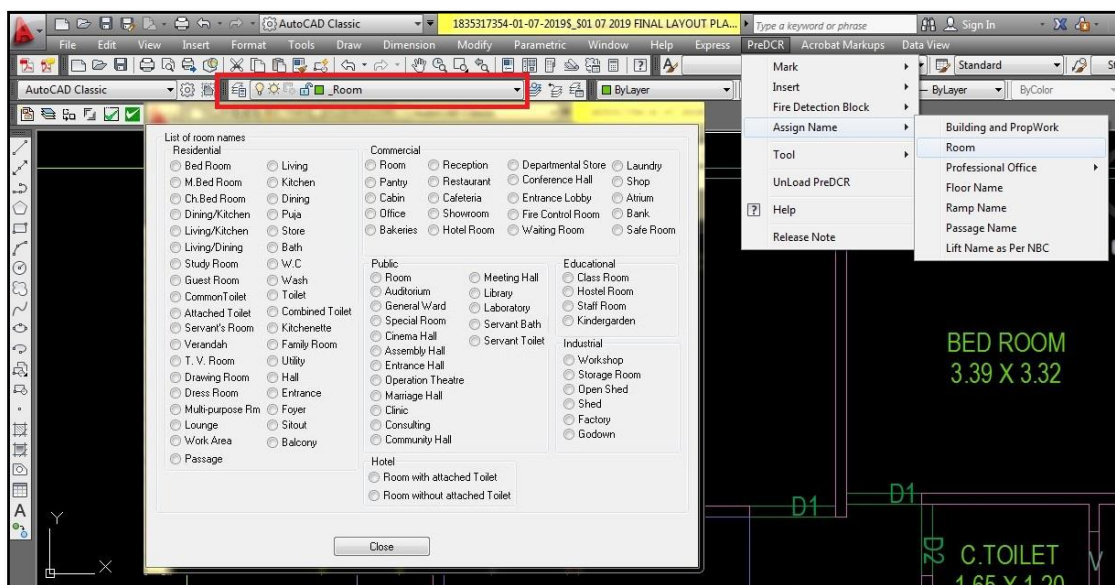 AutoCAD Classic
1835317354-01-07-2019$_$01 07 2019 FINAL LAYOUT PLA...
Type a keyword or phrase
Sign In
File Edit View Insert Format Tools Draw Dimension Modify Parametric Window Help Express PreDCR Acrobat Markups Data View
Standard
St
AutoCAD Classic
_Room
ByLayer
ByLayer
ByColor
Mark
Insert
Fire Detection Block
Assign Name
Tool
UnLoad PreDCR
Help
Release Note
Building and PropWork
Room
Professional Office
Floor Name
Ramp Name
Passage Name
Lift Name as Per NBC
List of room names
Residential
Bed Room
M.Bed Room
Ch.Bed Room
Dining/Kitchen
Living/Kitchen
Living/Dining
Study Room
Guest Room
CommonToilet
Attached Toilet
Servant's Room
Verandah
T. V. Room
Drawing Room
Dress Room
Multi-purpose Rm
Lounge
Work Area
Passage
Living
Kitchen
Dining
Puja
Store
Bath
W.C
Wash
Toilet
Combined Toilet
Kitchenette
Family Room
Utility
Hall
Entrance
Foyer
Sitout
Balcony
Commercial
Room
Pantry
Cabin
Office
Bakeries
Reception
Restaurant
Cafeteria
Showroom
Hotel Room
Departmental Store
Conference Hall
Entrance Lobby
Fire Control Room
Waiting Room
Laundry
Shop
Atrium
Bank
Safe Room
Public
Room
Auditorium
General Ward
Special Room
Cinema Hall
Assembly Hall
Entrance Hall
Operation Theatre
Marriage Hall
Clinic
Consulting
Community Hall
Meeting Hall
Library
Laboratory
Servant Bath
Servant Toilet
Educational
Class Room
Hostel Room
Staff Room
Kindergarden
Industrial
Workshop
Storage Room
Open Shed
Shed
Factory
Godown
Hotel
Room with attached Toilet
Room without attached Toilet
Close
BED ROOM
3.39 X 3.32
D1
D1
D2
C.TOILET
V
1.65 X 1.20
Y
X